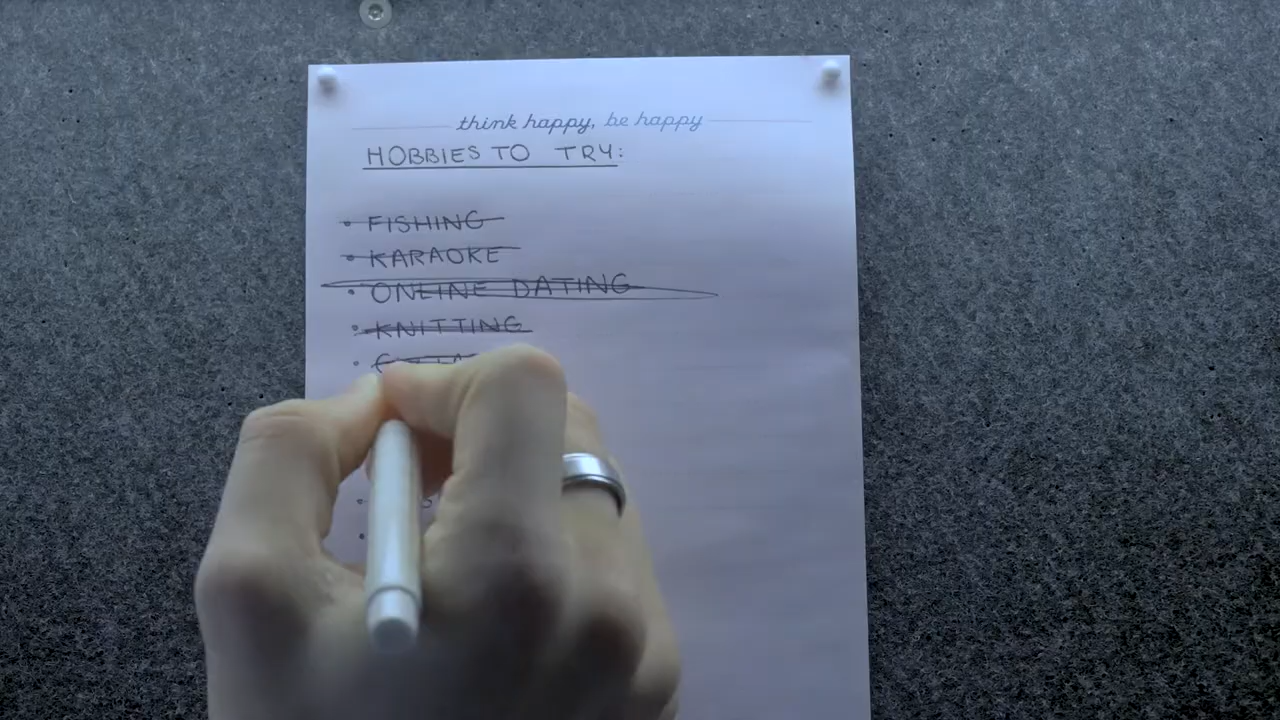 think happy, be happy
HOBBIES TO TRY:
• FISHING
• KARAOKE
• ONLINE DATING
• KNITTING